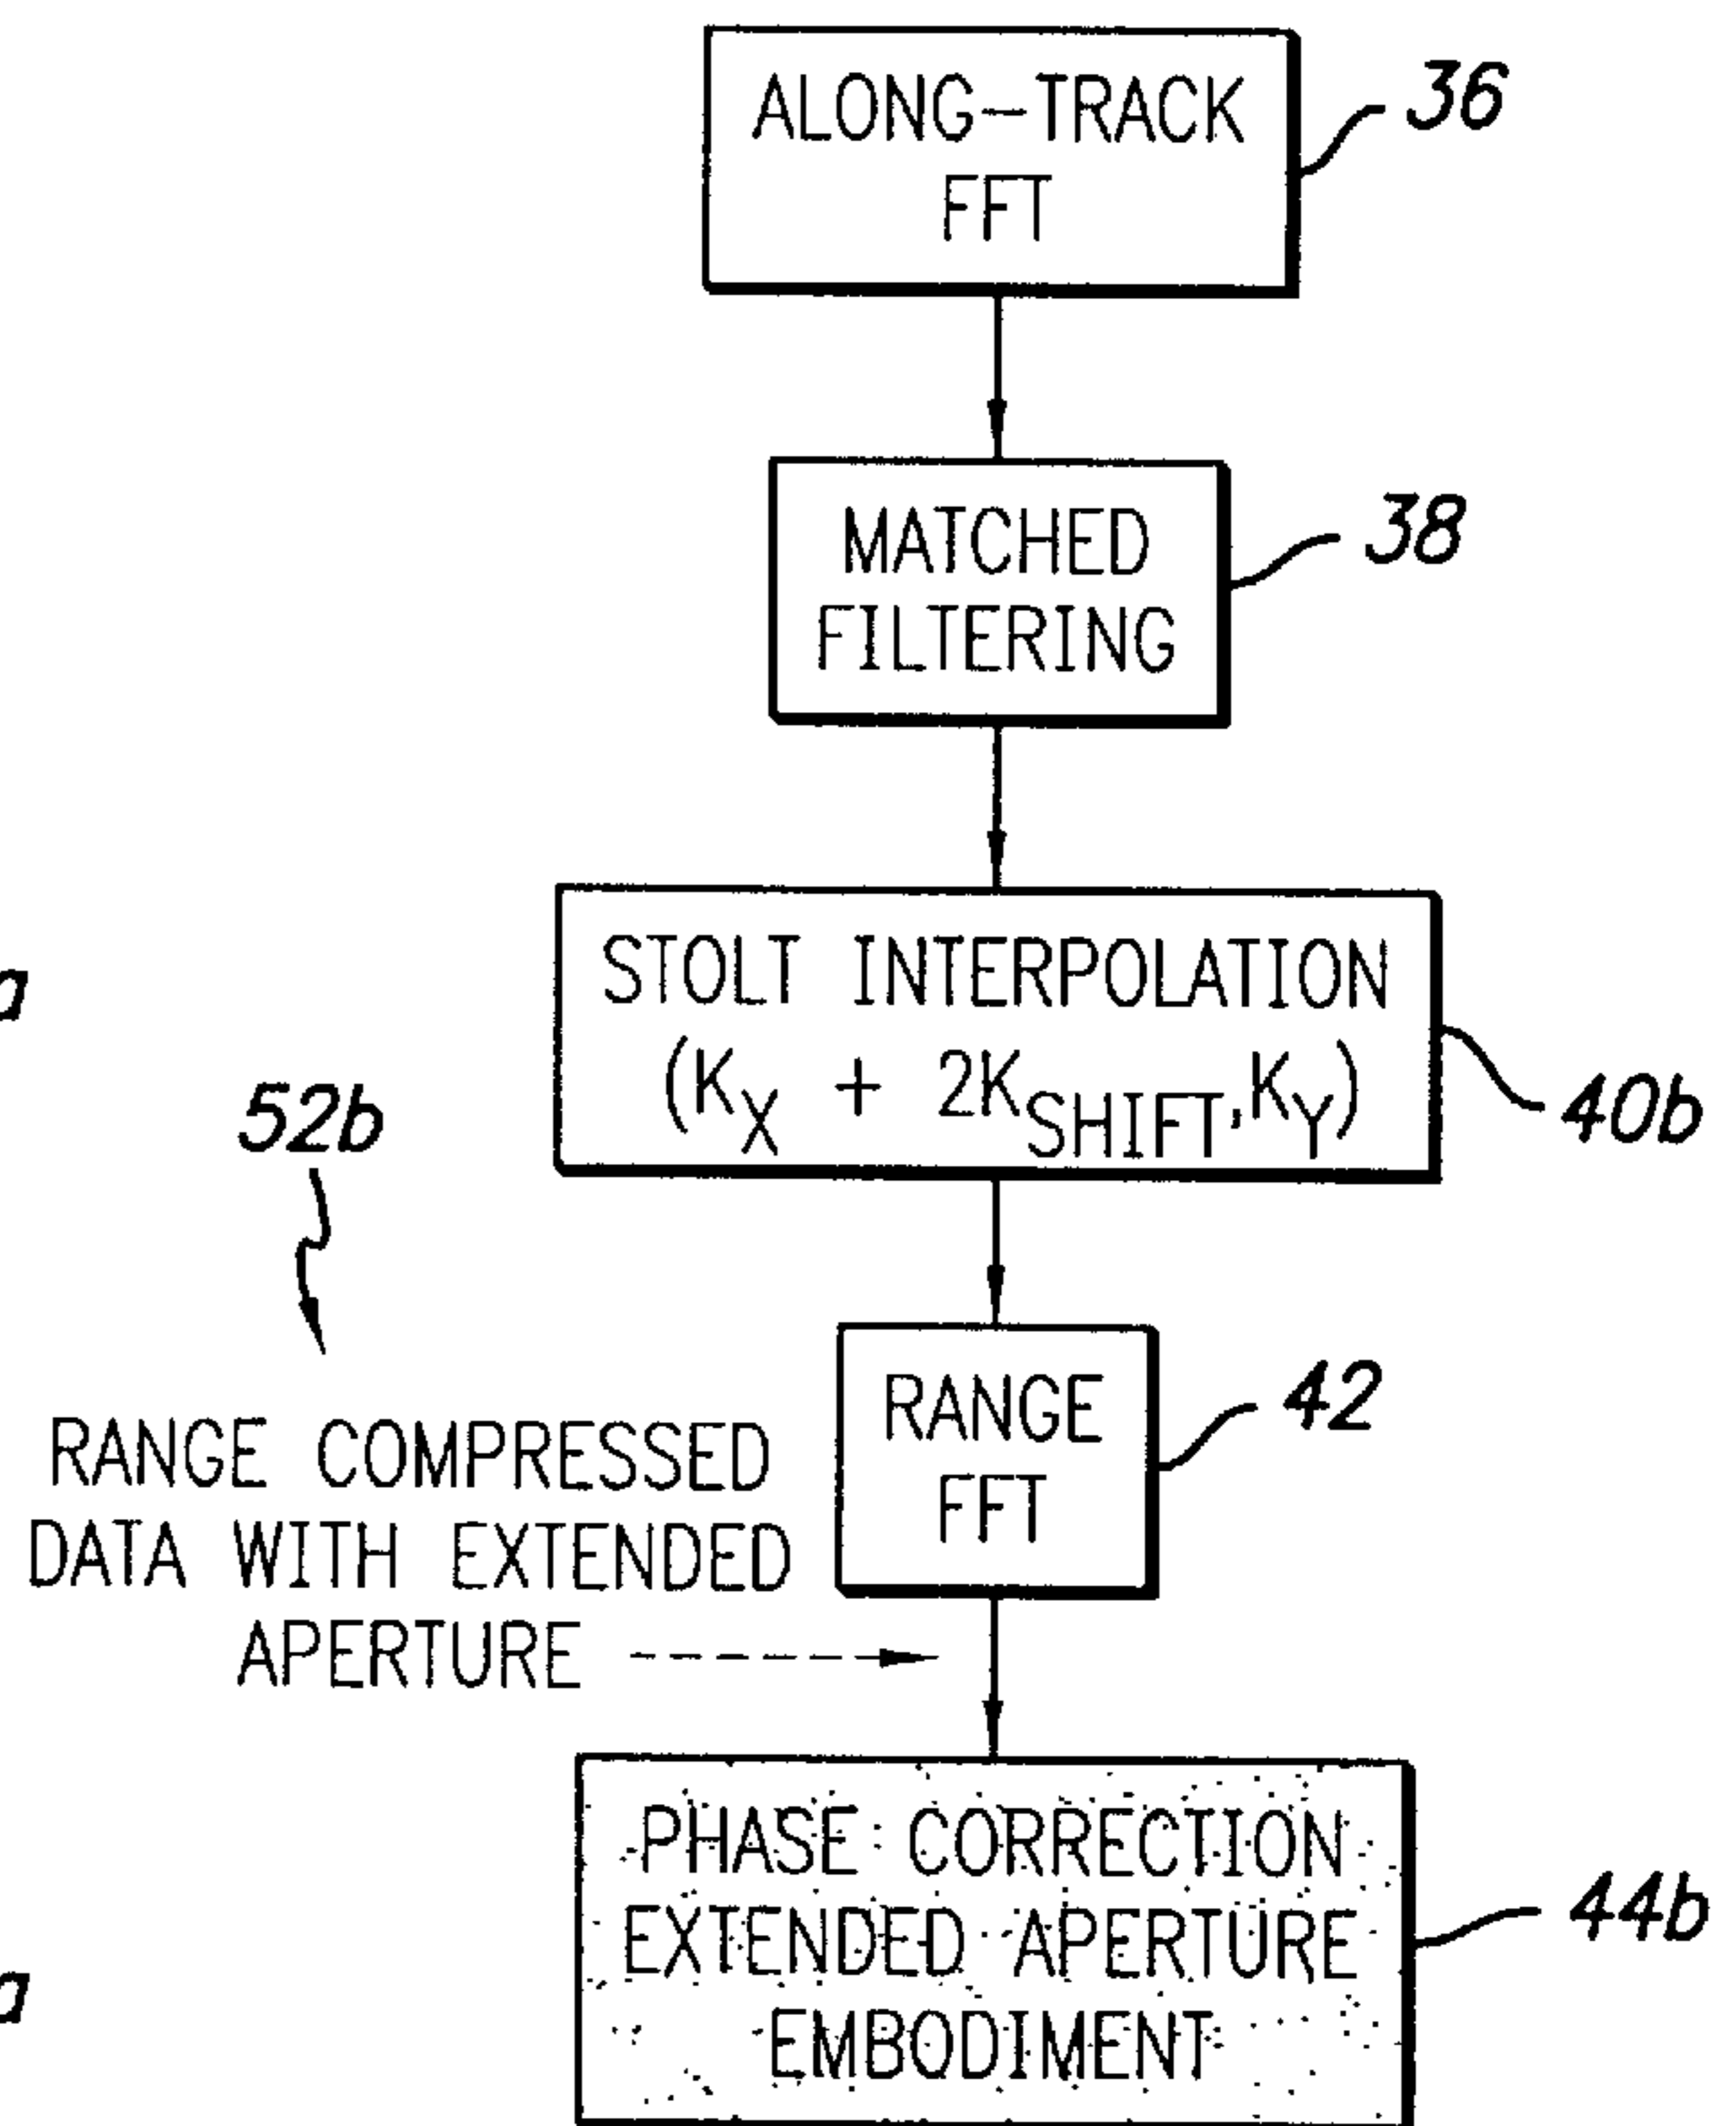 ALONG-TRACK
FFT
36
MATCHED
FILTERING
38
STOLT INTERPOLATION
(KX + 2KSHIFT,KY)
40b
52b
RANGE
FFT
42
RANGE COMPRESSED
DATA WITH EXTENDED
APERTURE
PHASE CORRECTION
EXTENDED APERTURE
EMBODIMENT
44b